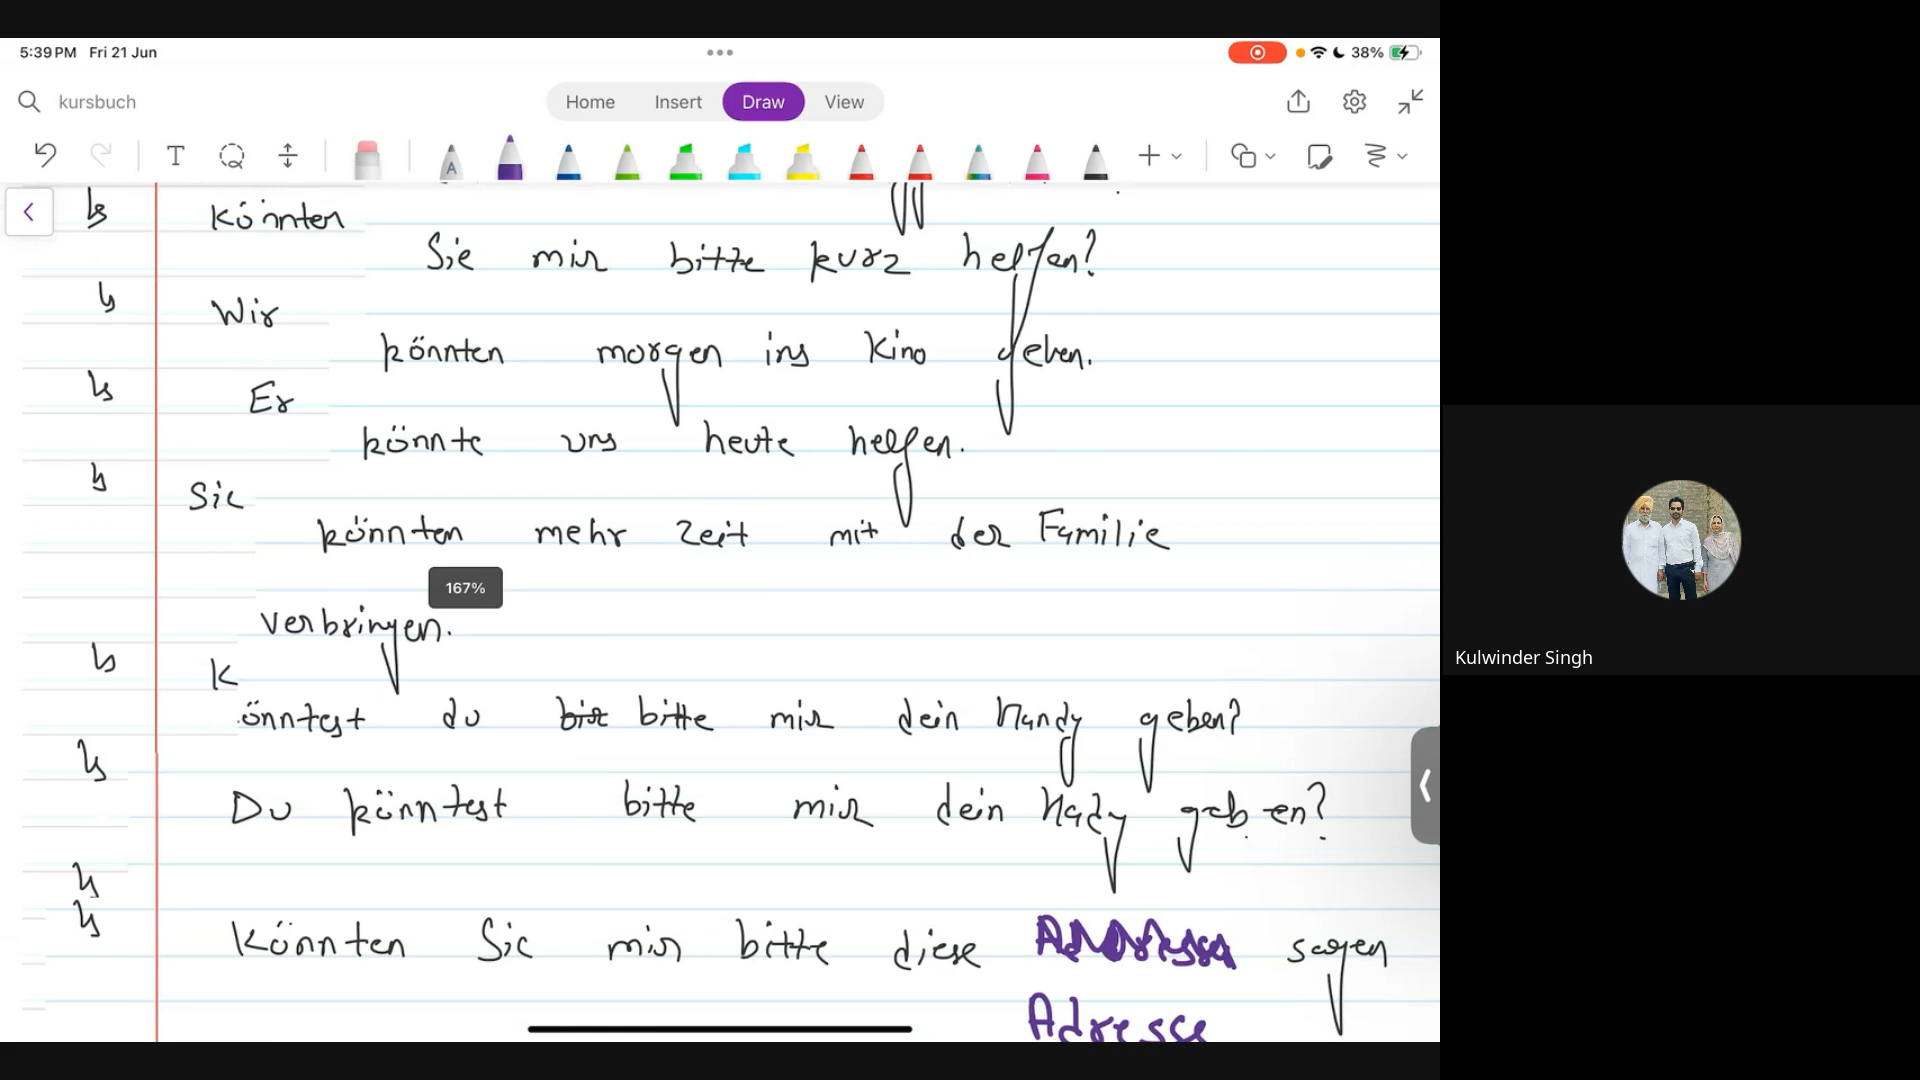 5:39 PM Fri 21 Jun
38%
kursbuch
Home Insert Draw View
Könnten Sie mir bitte kurz helfen?
Wir könnten morgen ins Kino gehen.
Er könnte uns heute helfen.
Sie könnten mehr Zeit mit der Familie
167%
verbringen.
Könntest du bitte mir dein Handy geben?
Du könntest bitte mir dein Hady geben?
Könnten Sie mir bitte diese sagen
Adresse
Kulwinder Singh